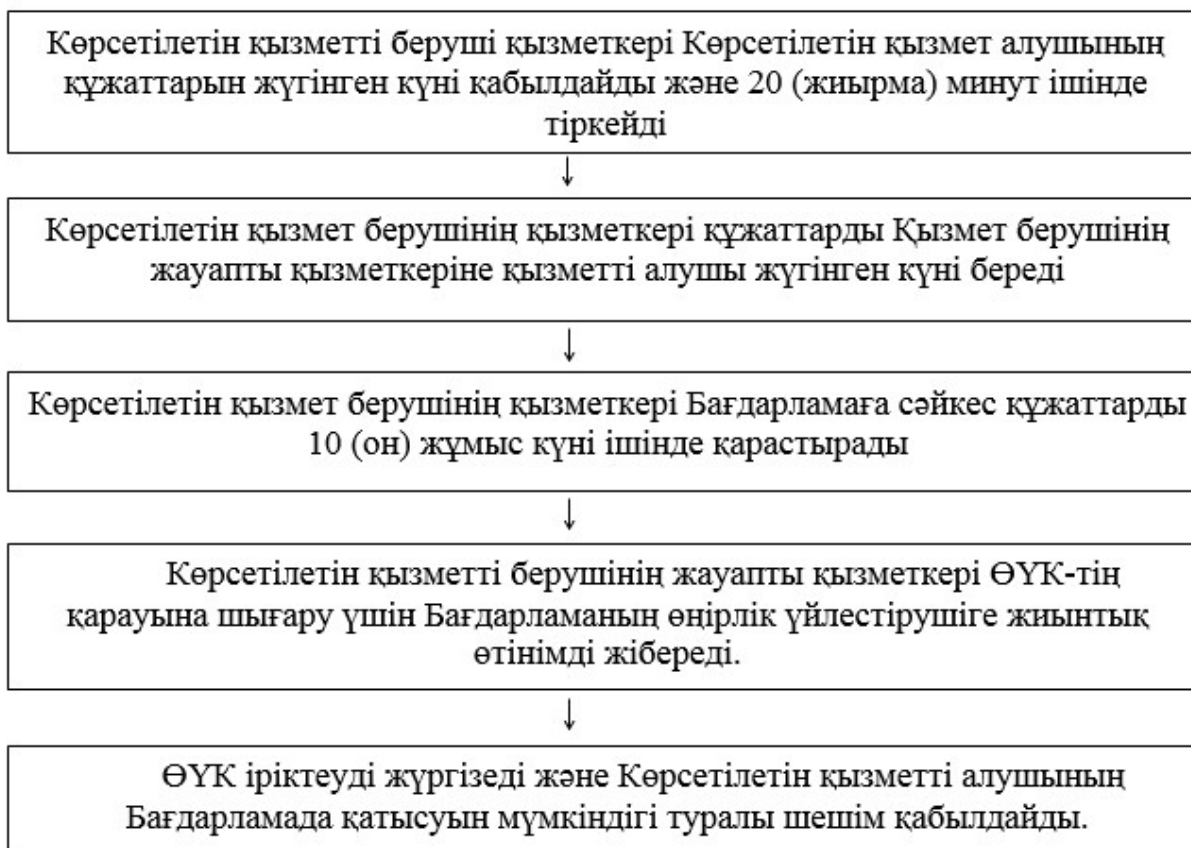 Көрсетілетін қызметті беруші қызметкері Көрсетілетін қызмет алушының
құжаттарын жүгінген күні қабылдайды және 20 (жиырма) минут ішінде
тіркейді
Көрсетілетін қызмет берушінің қызметкері құжаттарды Қызмет берушінің
жауапты қызметкеріне қызметті алушы жүгінген күні береді
Көрсетілетін қызмет берушінің қызметкері Бағдарламаға сәйкес құжаттарды
10 (он) жұмыс күні ішінде қарастырады
Көрсетілетін қызметті берушінің жауапты қызметкері ӨҮК-тің
қарауына шығару үшін Бағдарламаның өңірлік үйлестірушіге жиынтық
өтінімді жібереді.
ӨҮК іріктеуді жүргізеді және Көрсетілетін қызметті алушының
Бағдарламада қатысуын мүмкіндігі туралы шешім қабылдайды.